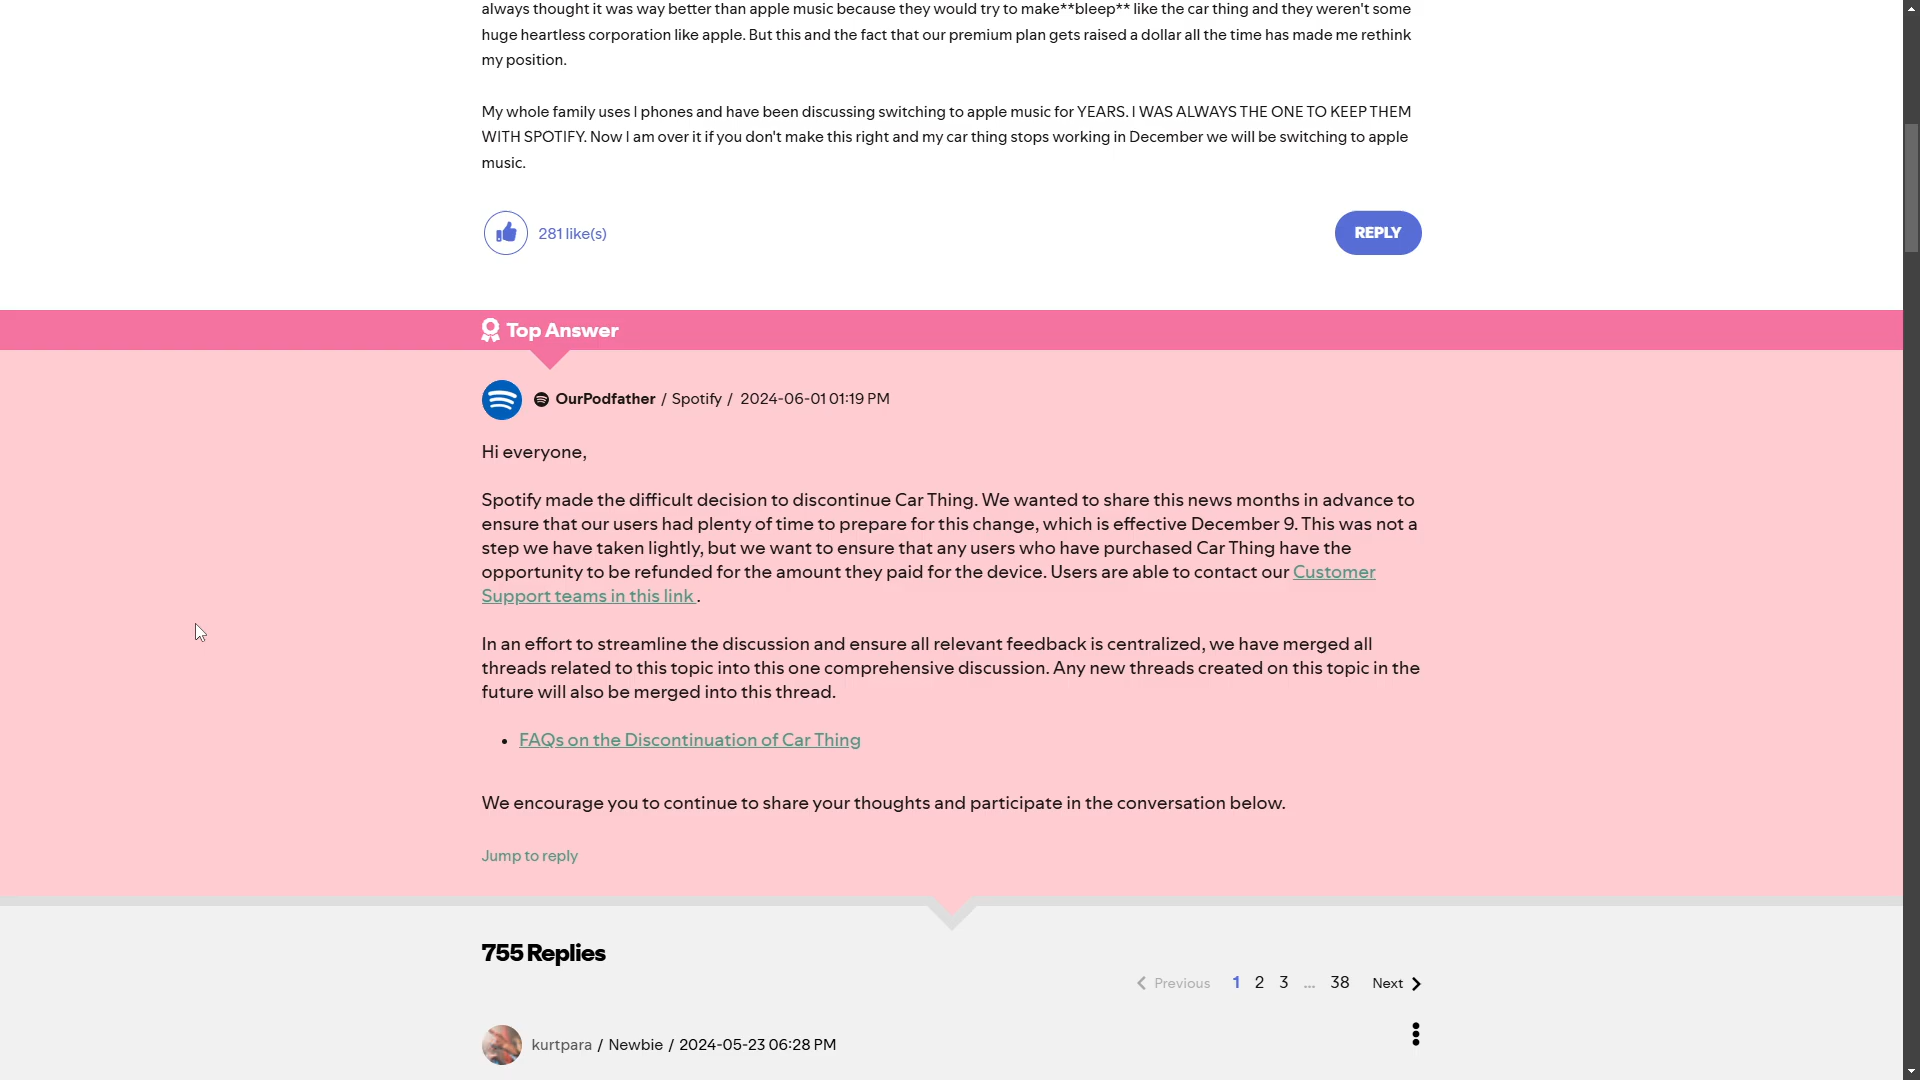 always thought it was way better than apple music because they would try to make**bleep** like the car thing and they weren't some
huge heartless corporation like apple. But this and the fact that our premium plan gets raised a dollar all the time has made me rethink
my position.
My whole family uses I phones and have been discussing switching to apple music for YEARS. I WAS ALWAYS THE ONE TO KEEP THEM
WITH SPOTIFY. Now I am over it if you don't make this right and my car thing stops working in December we will be switching to apple
music.
281 like(s)
REPLY
Top Answer
OurPodfather / Spotify / 2024-06-01 01:19 PM
Hi everyone,
Spotify made the difficult decision to discontinue Car Thing. We wanted to share this news months in advance to
ensure that our users had plenty of time to prepare for this change, which is effective December 9. This was not a
step we have taken lightly, but we want to ensure that any users who have purchased Car Thing have the
opportunity to be refunded for the amount they paid for the device. Users are able to contact our Customer
Support teams in this link .
In an effort to streamline the discussion and ensure all relevant feedback is centralized, we have merged all
threads related to this topic into this one comprehensive discussion. Any new threads created on this topic in the
future will also be merged into this thread.
• FAQs on the Discontinuation of Car Thing
We encourage you to continue to share your thoughts and participate in the conversation below.
Jump to reply
755 Replies
Previous 1 2 3 ... 38 Next
kurtpara / Newbie / 2024-05-23 06:28 PM